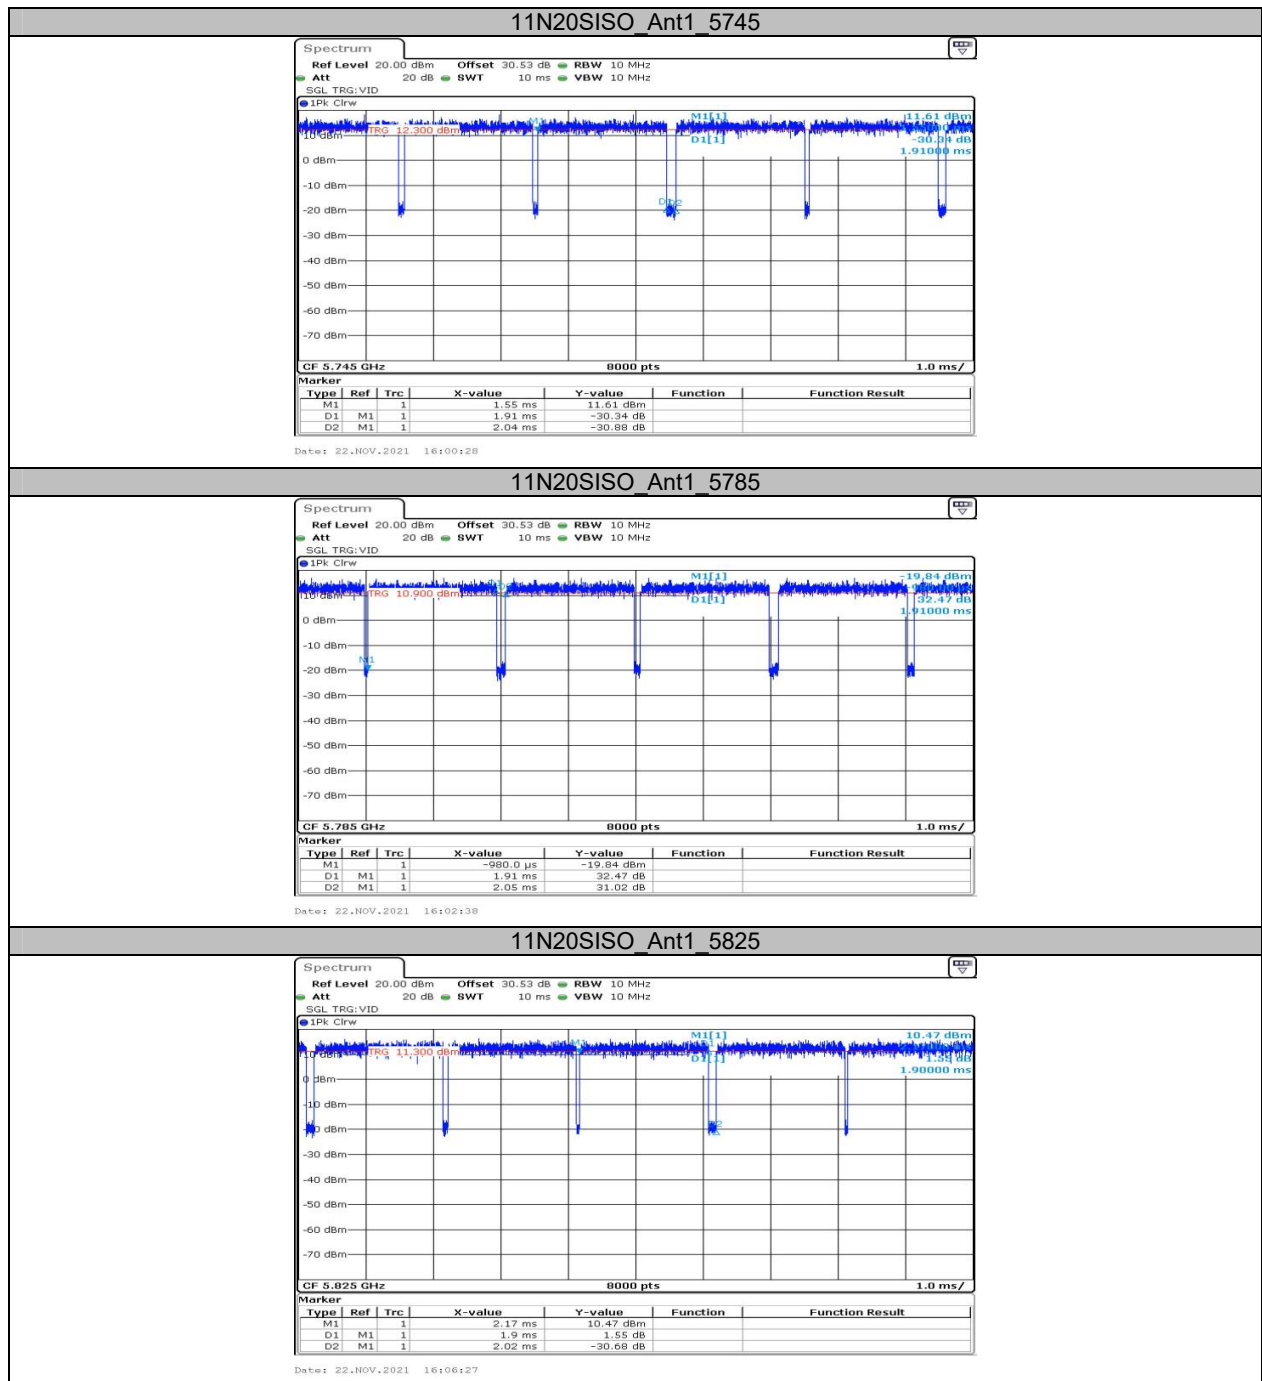 11N20SISO_Ant1_5745
Spectrum
Ref Level 20.00 dBm Offset 30.53 dB RBW 10 MHz
Att 20 dB SWT 10 ms VBW 10 MHz
SGL TRG:VID
1Pk Clrw
M1[1] 11.61 dBm
10 dBm
TRG 12.300 dBm
M1
D1[1] -30.34 dB
1.91000 ms
0 dBm
-10 dBm
-20 dBm
-30 dBm
-40 dBm
-50 dBm
-60 dBm
-70 dBm
CF 5.745 GHz 8000 pts 1.0 ms/
Marker
Type Ref Trc X-value Y-value Function Function Result
M1 1 1.55 ms 11.61 dBm
D1 M1 1 1.91 ms -30.34 dB
D2 M1 1 2.04 ms -30.88 dB
Date: 22.NOV.2021 16:00:28
11N20SISO_Ant1_5785
Spectrum
Ref Level 20.00 dBm Offset 30.53 dB RBW 10 MHz
Att 20 dB SWT 10 ms VBW 10 MHz
SGL TRG:VID
1Pk Clrw
M1[1] -19.84 dBm
10 dBm
TRG 10.900 dBm
D1[1] 32.47 dB
1.91000 ms
0 dBm
-10 dBm
M1
-20 dBm
-30 dBm
-40 dBm
-50 dBm
-60 dBm
-70 dBm
CF 5.785 GHz 8000 pts 1.0 ms/
Marker
Type Ref Trc X-value Y-value Function Function Result
M1 1 -980.0 µs -19.84 dBm
D1 M1 1 1.91 ms 32.47 dB
D2 M1 1 2.05 ms 31.02 dB
Date: 22.NOV.2021 16:02:38
11N20SISO_Ant1_5825
Spectrum
Ref Level 20.00 dBm Offset 30.53 dB RBW 10 MHz
Att 20 dB SWT 10 ms VBW 10 MHz
SGL TRG:VID
1Pk Clrw
M1[1] 10.47 dBm
10 dBm
TRG 11.300 dBm
M1
D1[1] 1.55 dB
1.90000 ms
0 dBm
-10 dBm
-20 dBm
-30 dBm
-40 dBm
-50 dBm
-60 dBm
-70 dBm
CF 5.825 GHz 8000 pts 1.0 ms/
Marker
Type Ref Trc X-value Y-value Function Function Result
M1 1 2.17 ms 10.47 dBm
D1 M1 1 1.9 ms 1.55 dB
D2 M1 1 2.02 ms -30.68 dB
Date: 22.NOV.2021 16:06:27